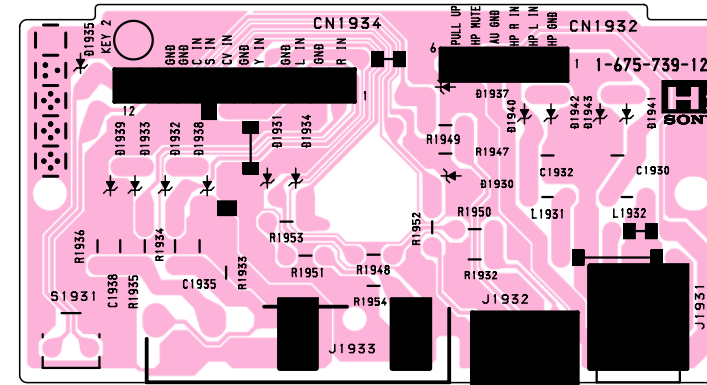 CN1934
CN1932
D1935
KEY 2
GND
GND
C IN
S IN
CV IN
GND
Y IN
GND
L IN
GND
R IN
PULL UP
HP MUTE
AU GND
HP R IN
HP L IN
HP GND
6
1
1-675-739-12
12
1
D1937
D1940
D1942
D1943
D1941
SONY
D1939
D1933
D1932
D1938
D1931
D1934
R1949
R1947
D1930
C1932
C1930
L1931
L1932
R1936
C1938
R1935
R1934
C1935
R1933
R1953
R1951
R1948
R1954
R1952
R1950
R1932
S1931
J1933
J1932
J1931